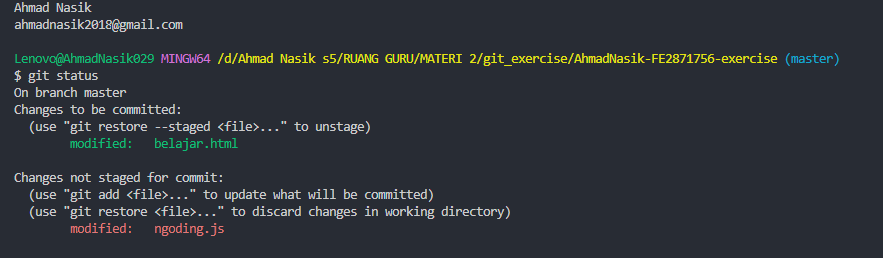 Ahmad Nasik
ahmadnasik2018@gmail.com
Lenovo@AhmadNasik029 MINGW64 /d/Ahmad Nasik s5/RUANG GURU/MATERI 2/git_exercise/AhmadNasik-FE2871756-exercise (master)
$ git status
On branch master
Changes to be committed:
  (use "git restore --staged <file>..." to unstage)
        modified:   belajar.html
Changes not staged for commit:
  (use "git add <file>..." to update what will be committed)
  (use "git restore <file>..." to discard changes in working directory)
        modified:   ngoding.js